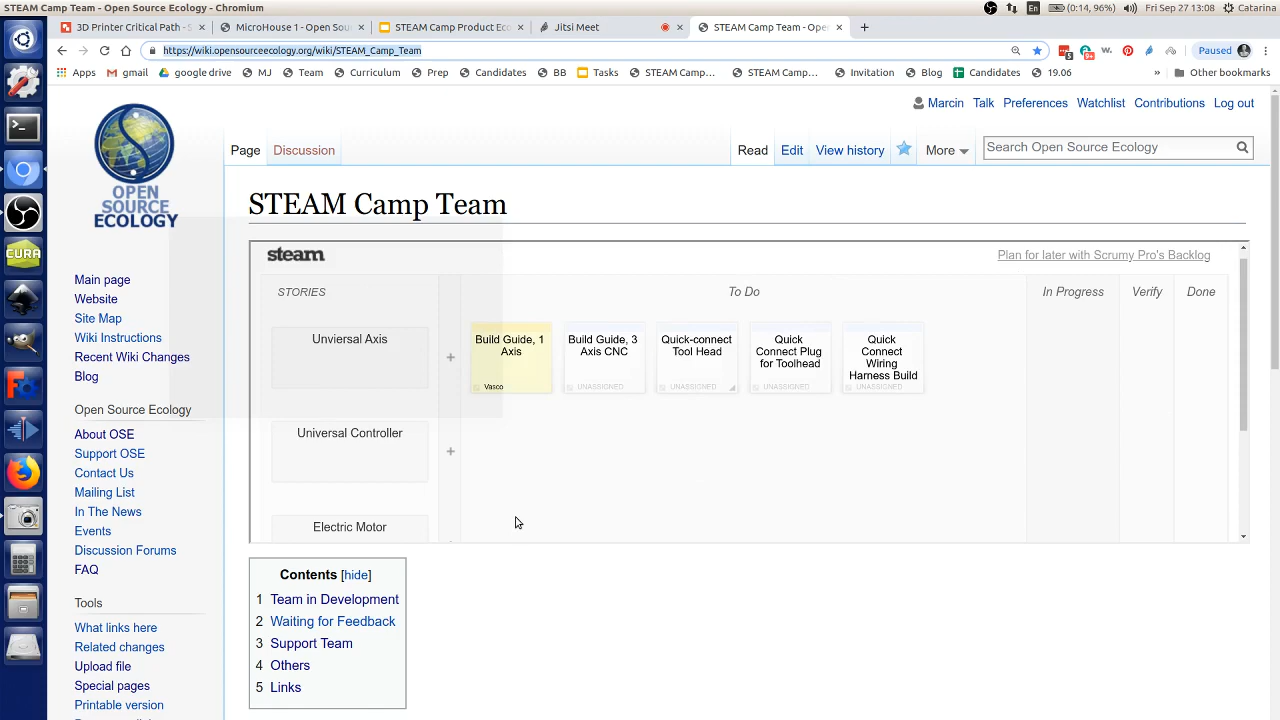 STEAM Camp Team - Open Source Ecology - Chromium
En
(0:14, 96%)
Fri Sep 27 13:08
Catarina
3D Printer Critical Path - S
MicroHouse 1 - Open Sour
STEAM Camp Product Eco
Jitsi Meet
STEAM Camp Team - Ope
https://wiki.opensourceecology.org/wiki/STEAM_Camp_Team
Paused
Apps
gmail
google drive
MJ
Team
Curriculum
Prep
Candidates
BB
Tasks
STEAM Camp...
STEAM Camp...
Invitation
Blog
Candidates
19.06
»
Other bookmarks
Marcin
Talk
Preferences
Watchlist
Contributions
Log out
Page
Discussion
Read
Edit
View history
More
Search Open Source Ecology
OPEN
SOURCE
ECOLOGY
CURA
STEAM Camp Team
steam
Plan for later with Scrumy Pro's Backlog
STORIES
To Do
In Progress
Verify
Done
Unviersal Axis
+
Build Guide, 1
Axis
Vasco
Build Guide, 3
Axis CNC
UNASSIGNED
Quick-connect
Tool Head
UNASSIGNED
Quick
Connect Plug
for Toolhead
UNASSIGNED
Quick
Connect
Wiring
Harness Build
UNASSIGNED
Universal Controller
+
Electric Motor
Contents [hide]
1 Team in Development
2 Waiting for Feedback
3 Support Team
4 Others
5 Links
Main page
Website
Site Map
Wiki Instructions
Recent Wiki Changes
Blog
Open Source Ecology
About OSE
Support OSE
Contact Us
Mailing List
In The News
Events
Discussion Forums
FAQ
Tools
What links here
Related changes
Upload file
Special pages
Printable version